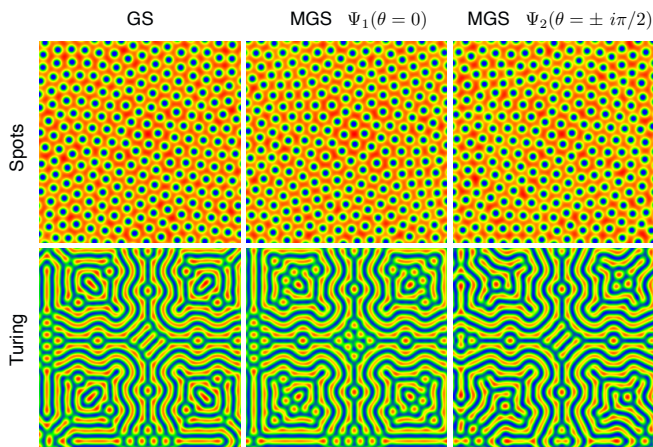 GS MGS Ψ₁(θ = 0) MGS Ψ₂(θ = ± iπ/2)
Spots
Turing